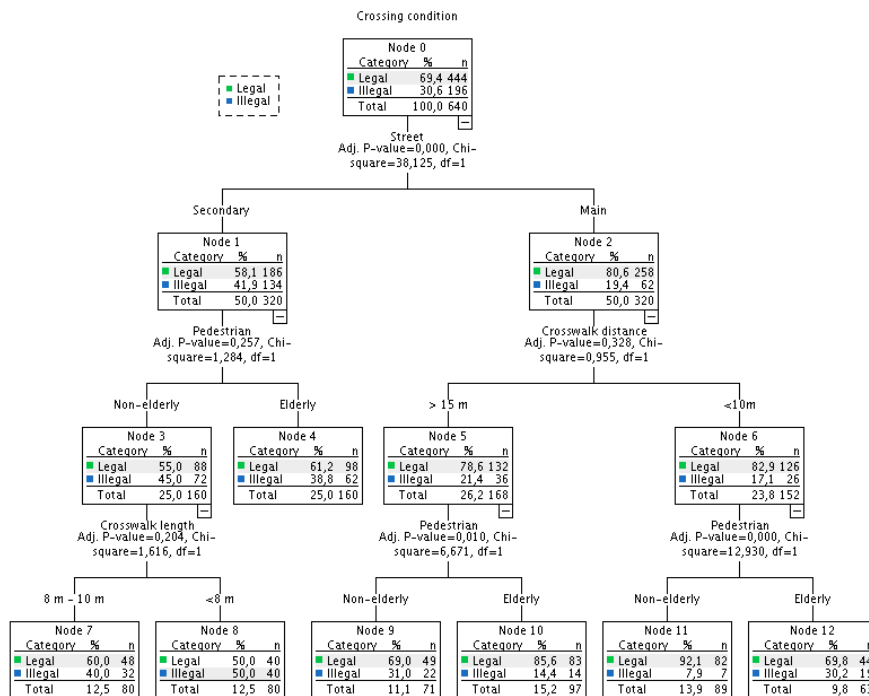 Crossing condition
Node 0
Category % n
Legal 69,4 444
Illegal 30,6 196
Total 100,0 640
Legal
Illegal
Street
Adj. P-value=0,000, Chi-
square=38,125, df=1
Secondary
Main
Node 1
Category % n
Legal 58,1 186
Illegal 41,9 134
Total 50,0 320
Node 2
Category % n
Legal 80,6 258
Illegal 19,4 62
Total 50,0 320
Pedestrian
Adj. P-value=0,257, Chi-
square=1,284, df=1
Crosswalk distance
Adj. P-value=0,328, Chi-
square=0,955, df=1
Non-elderly
Elderly
> 15 m
<10m
Node 3
Category % n
Legal 55,0 88
Illegal 45,0 72
Total 25,0 160
Node 4
Category % n
Legal 61,2 98
Illegal 38,8 62
Total 25,0 160
Node 5
Category % n
Legal 78,6 132
Illegal 21,4 36
Total 26,2 168
Node 6
Category % n
Legal 82,9 126
Illegal 17,1 26
Total 23,8 152
Crosswalk length
Adj. P-value=0,204, Chi-
square=1,616, df=1
Pedestrian
Adj. P-value=0,010, Chi-
square=6,671, df=1
Pedestrian
Adj. P-value=0,000, Chi-
square=12,930, df=1
8 m - 10 m
<8 m
Non-elderly
Elderly
Non-elderly
Elderly
Node 7
Category % n
Legal 60,0 48
Illegal 40,0 32
Total 12,5 80
Node 8
Category % n
Legal 50,0 40
Illegal 50,0 40
Total 12,5 80
Node 9
Category % n
Legal 69,0 49
Illegal 31,0 22
Total 11,1 71
Node 10
Category % n
Legal 85,6 83
Illegal 14,4 14
Total 15,2 97
Node 11
Category % n
Legal 92,1 82
Illegal 7,9 7
Total 13,9 89
Node 12
Category % n
Legal 69,8
Illegal 30,2
Total 9,8